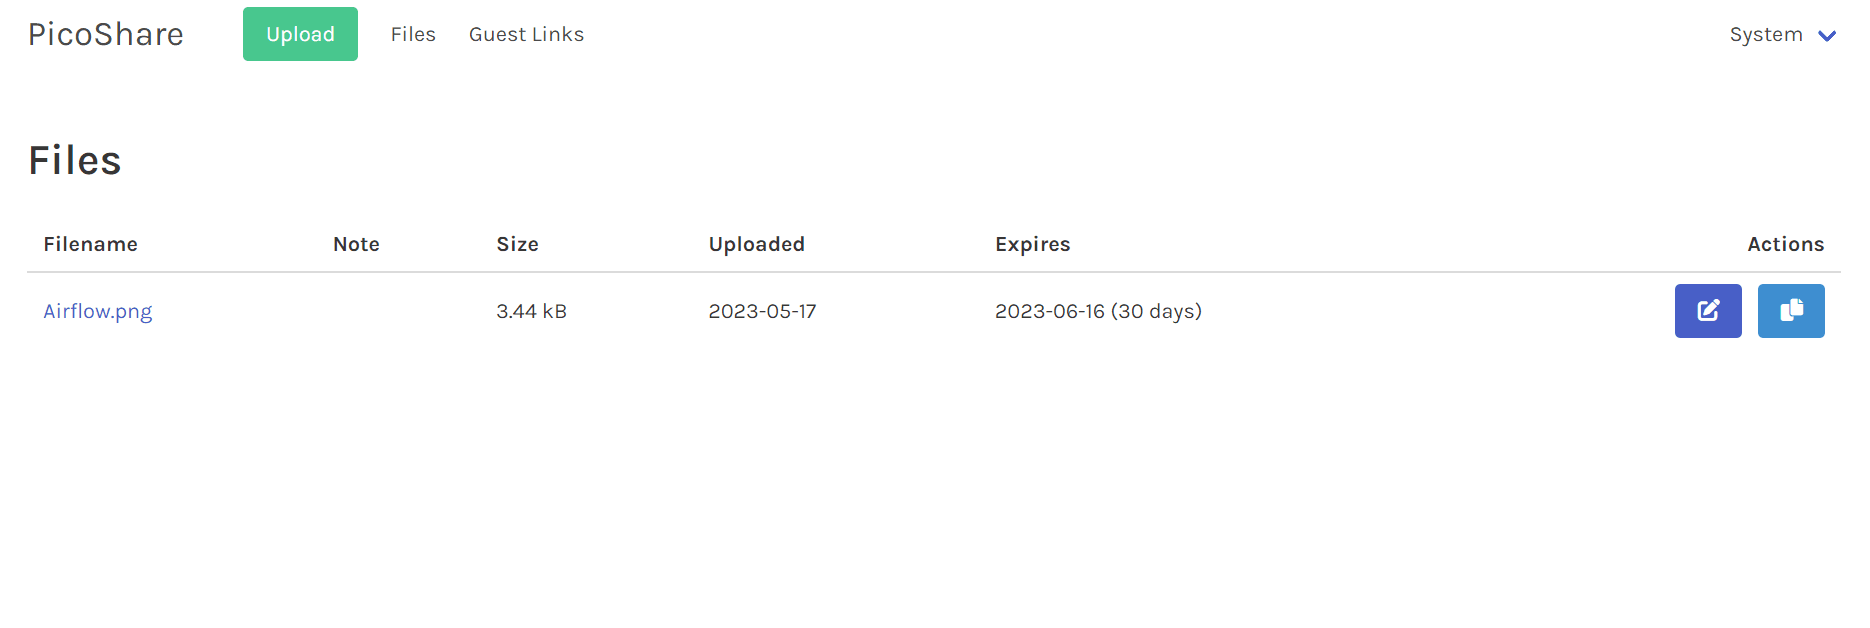 PicoShare Upload Files Guest Links System
Files
Filename Note Size Uploaded Expires Actions
Airflow.png 3.44 kB 2023-05-17 2023-06-16 (30 days)